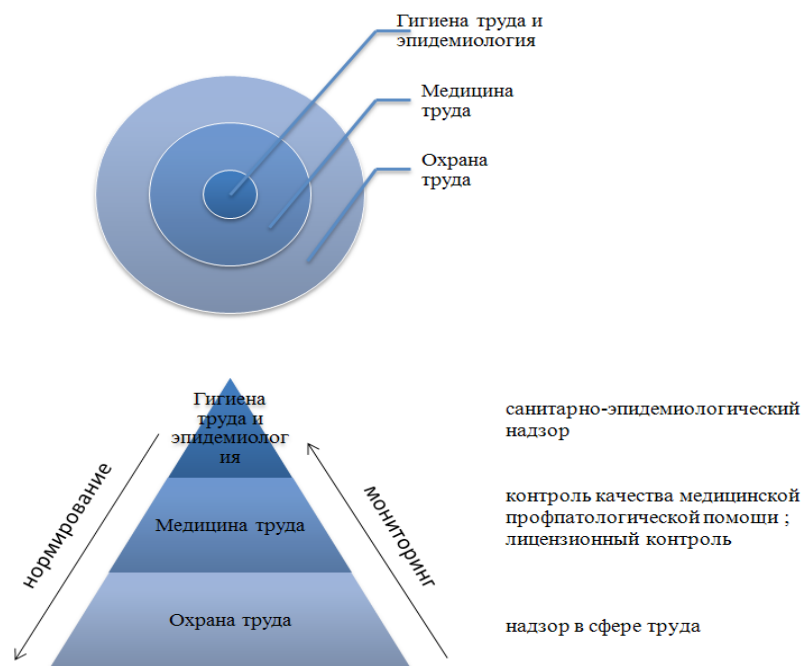 Гигиена труда и
эпидемиология
Медицина
труда
Охрана
труда
Гигиена
труда и
эпидемиолог
ия
санитарно-эпидемиологический
надзор
нормирование
мониторинг
Медицина труда
контроль качества медицинской
профпатологической помощи ;
лицензионный контроль
Охрана труда
надзор в сфере труда